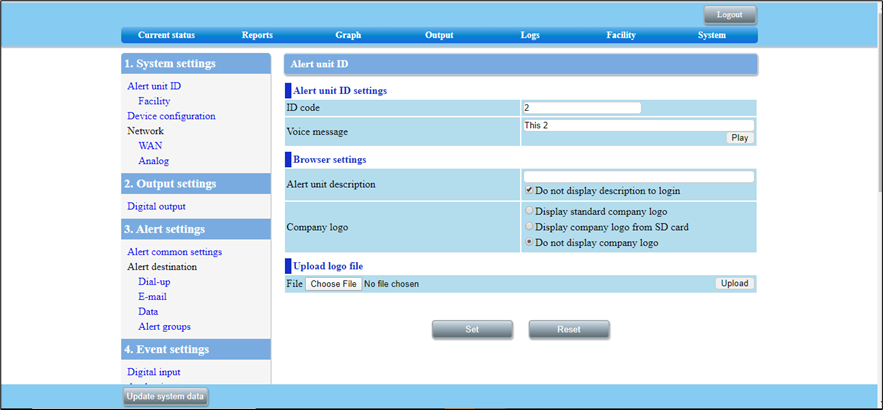 Logout
Current status Reports Graph Output Logs Facility System
1. System settings
Alert unit ID
Facility
Device configuration
Network
WAN
Analog
2. Output settings
Digital output
3. Alert settings
Alert common settings
Alert destination
Dial-up
E-mail
Data
Alert groups
4. Event settings
Digital input
Alert unit ID
Alert unit ID settings
ID code 2
Voice message This 2
Play
Browser settings
Alert unit description
Do not display description to login
Company logo
Display standard company logo
Display company logo from SD card
Do not display company logo
Upload logo file
File Choose File No file chosen Upload
Set Reset
Update system data